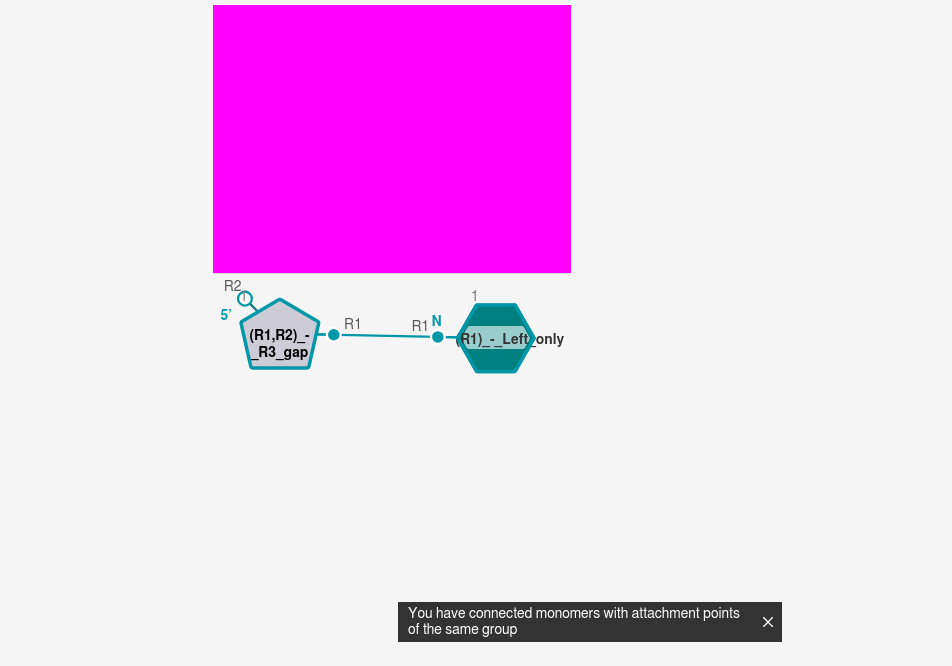 R2
1
1
5'
R1
R1
N
(R1,R2)_-
_R3_gap
(R1)_-_Left_only
You have connected monomers with attachment points
of the same group